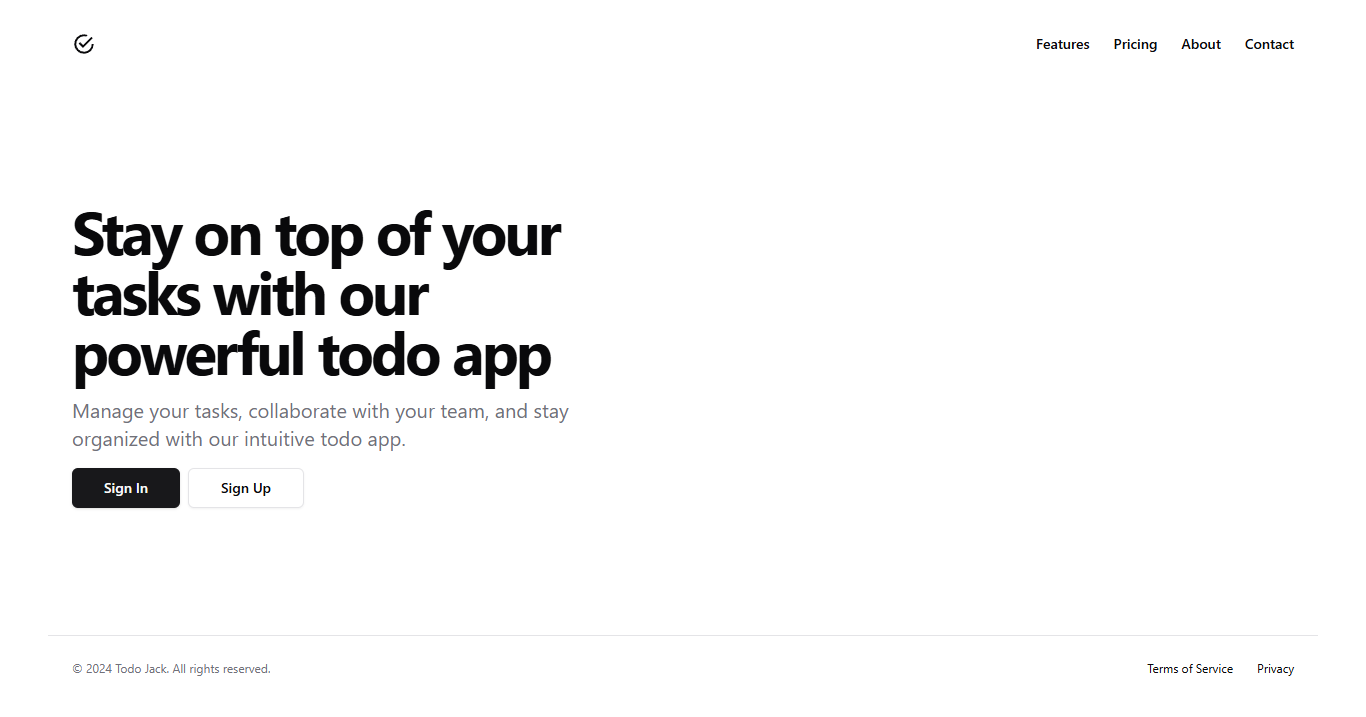 Features Pricing About Contact
Stay on top of your
tasks with our
powerful todo app
Manage your tasks, collaborate with your team, and stay
organized with our intuitive todo app.
Sign In Sign Up
© 2024 Todo Jack. All rights reserved. Terms of Service Privacy